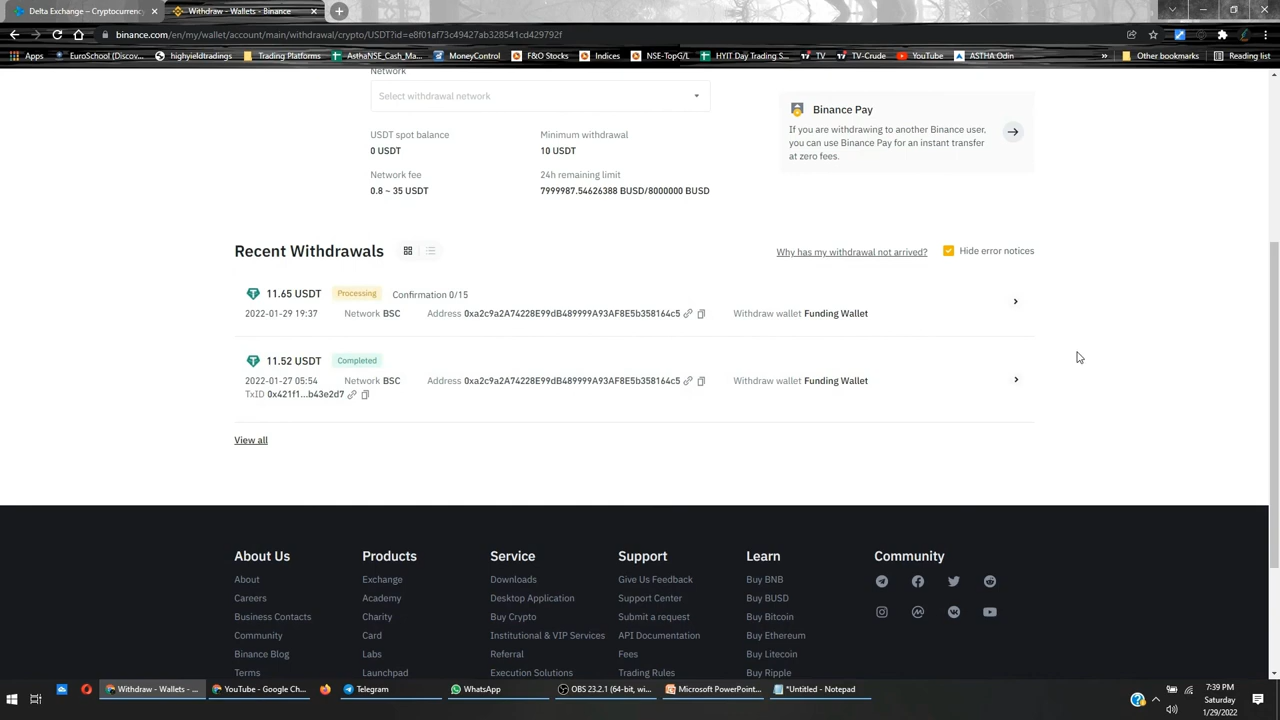 Delta Exchange – Cryptocurrency
Withdraw - Wallets - Binance
binance.com/en/my/wallet/account/main/withdrawal/crypto/USDT?id=e8f01af73c49427ab328541cd429792f
Apps
EuroSchool (Discov...
highyieldtradings
Trading Platforms
AsthaNSE_Cash_Ma...
MoneyControl
F&O Stocks
Indices
NSE-TopG/L
HYIT Day Trading S...
TV
TV-Crude
YouTube
ASTHA Odin
»
Other bookmarks
Reading list
Network
Select withdrawal network
USDT spot balance
Minimum withdrawal
0 USDT
10 USDT
Network fee
24h remaining limit
0.8 ~ 35 USDT
7999987.54626388 BUSD/8000000 BUSD
Binance Pay
If you are withdrawing to another Binance user,
you can use Binance Pay for an instant transfer
at zero fees.
Recent Withdrawals
Why has my withdrawal not arrived?
Hide error notices
11.65 USDT Processing Confirmation 0/15
2022-01-29 19:37 Network BSC Address 0xa2c9a2A74228E99dB489999A93AF8E5b358164c5 Withdraw wallet Funding Wallet
11.52 USDT Completed
2022-01-27 05:54 Network BSC Address 0xa2c9a2A74228E99dB489999A93AF8E5b358164c5 Withdraw wallet Funding Wallet
TxID 0x421f1...b43e2d7
View all
About Us
Products
Service
Support
Learn
Community
About
Exchange
Downloads
Give Us Feedback
Buy BNB
Careers
Academy
Desktop Application
Support Center
Buy BUSD
Business Contacts
Charity
Buy Crypto
Submit a request
Buy Bitcoin
Community
Card
Institutional & VIP Services
API Documentation
Buy Ethereum
Binance Blog
Labs
Referral
Fees
Buy Litecoin
Terms
Launchpad
Execution Solutions
Trading Rules
Buy Ripple
Withdraw - Wallets - ...
YouTube - Google Ch...
Telegram
WhatsApp
OBS 23.2.1 (64-bit, wi...
Microsoft PowerPoint...
*Untitled - Notepad
7:39 PM
Saturday
1/29/2022